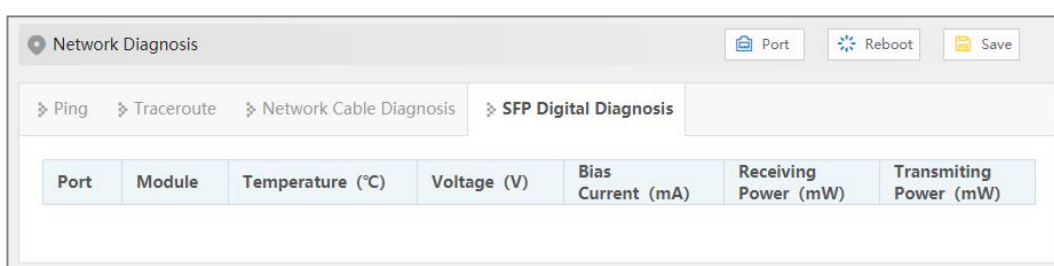 Network Diagnosis Port Reboot Save
Ping Traceroute Network Cable Diagnosis SFP Digital Diagnosis
Port Module Temperature (℃) Voltage (V) Bias Current (mA) Receiving Power (mW) Transmiting Power (mW)